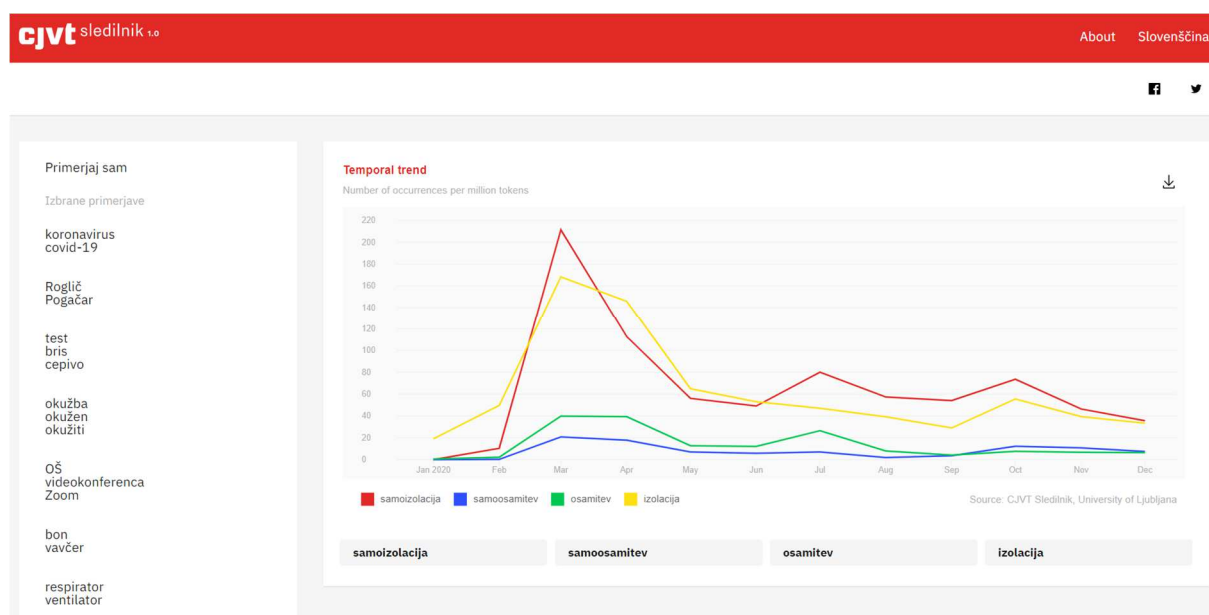 cjvt sledilnik 1.0
About Slovenščina
Primerjaj sam
Izbrane primerjave
koronavirus
covid-19
Roglič
Pogačar
test
bris
cepivo
okužba
okužen
okužiti
OŠ
videokonferenca
Zoom
bon
vavčer
respirator
ventilator
Temporal trend
Number of occurrences per million tokens
220
200
180
160
140
120
100
80
60
40
20
0
Jan 2020 Feb Mar Apr May Jun Jul Aug Sep Oct Nov Dec
samoizolacija samoosamitev osamitev izolacija
Source: CJVT Sledilnik, University of Ljubljana
samoizolacija samoosamitev osamitev izolacija